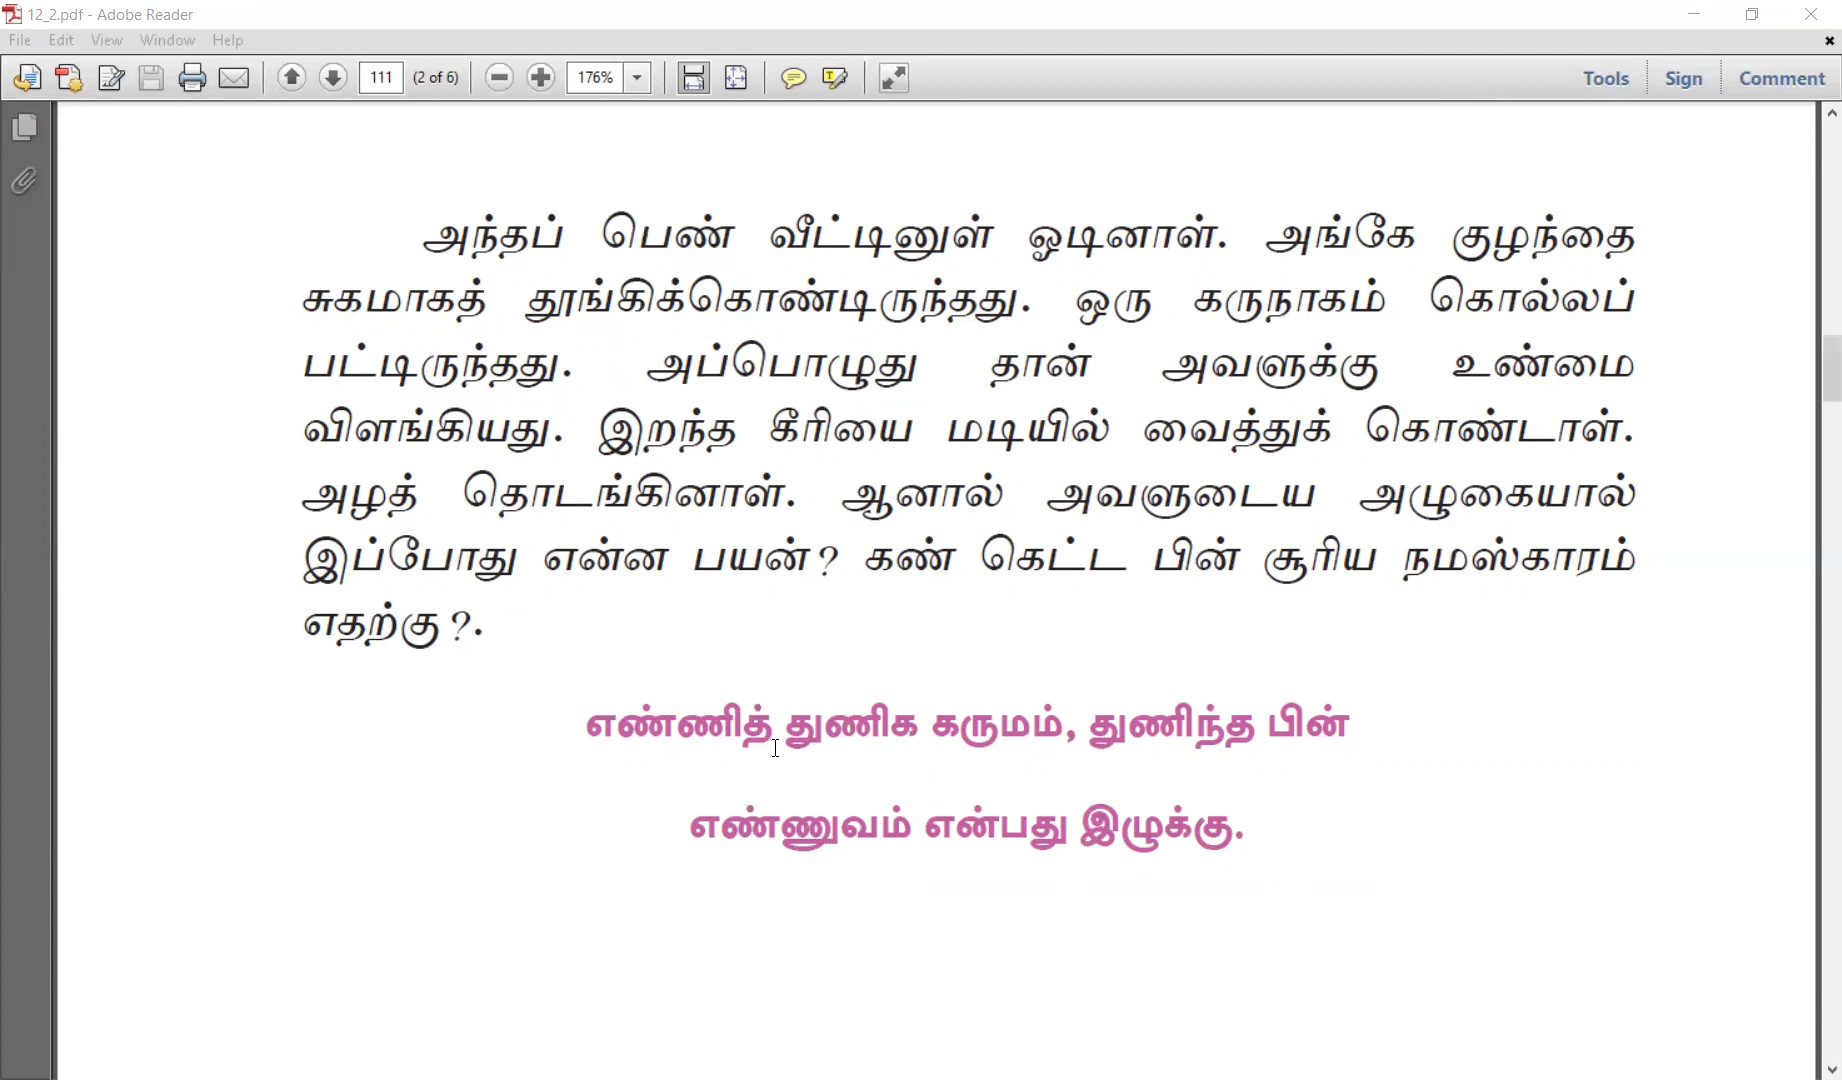 12_2.pdf - Adobe Reader
File Edit View Window Help
111 (2 of 6) 176% Tools Sign Comment
அந்தப் பெண் வீட்டினுள் ஓடினாள். அங்கே குழந்தை
சுகமாகத் தூங்கிக்கொண்டிருந்தது. ஒரு கருநாகம் கொல்லப்
பட்டிருந்தது. அப்பொழுது தான் அவளுக்கு உண்மை
விளங்கியது. இறந்த கீரியை மடியில் வைத்துக் கொண்டாள்.
அழத் தொடங்கினாள். ஆனால் அவளுடைய அழுகையால்
இப்போது என்ன பயன்? கண் கெட்ட பின் சூரிய நமஸ்காரம்
எதற்கு?.
எண்ணித் துணிக கருமம், துணிந்த பின்
எண்ணுவம் என்பது இழுக்கு.